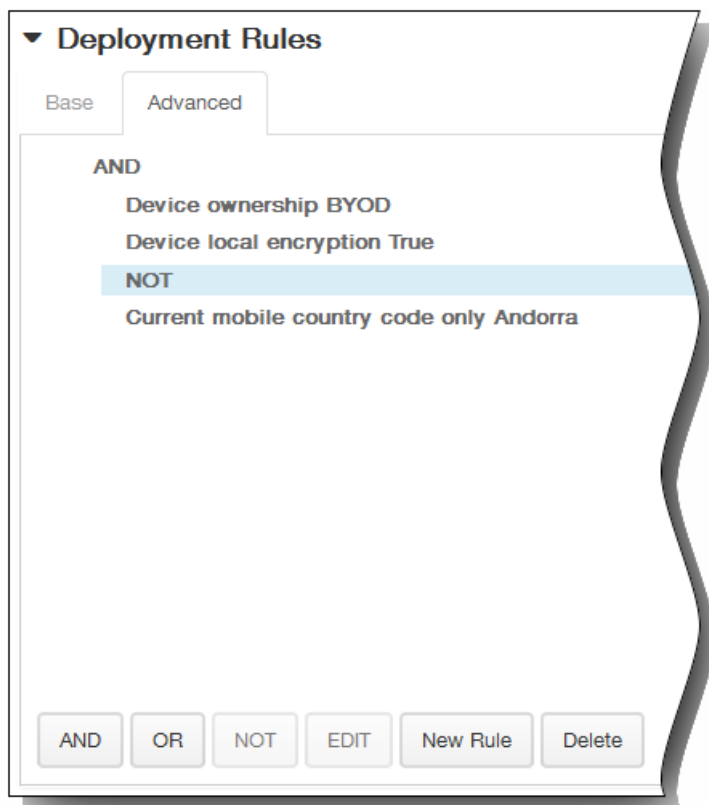 Deployment Rules
Base Advanced
AND
Device ownership BYOD
Device local encryption True
NOT
Current mobile country code only Andorra
AND OR NOT EDIT New Rule Delete